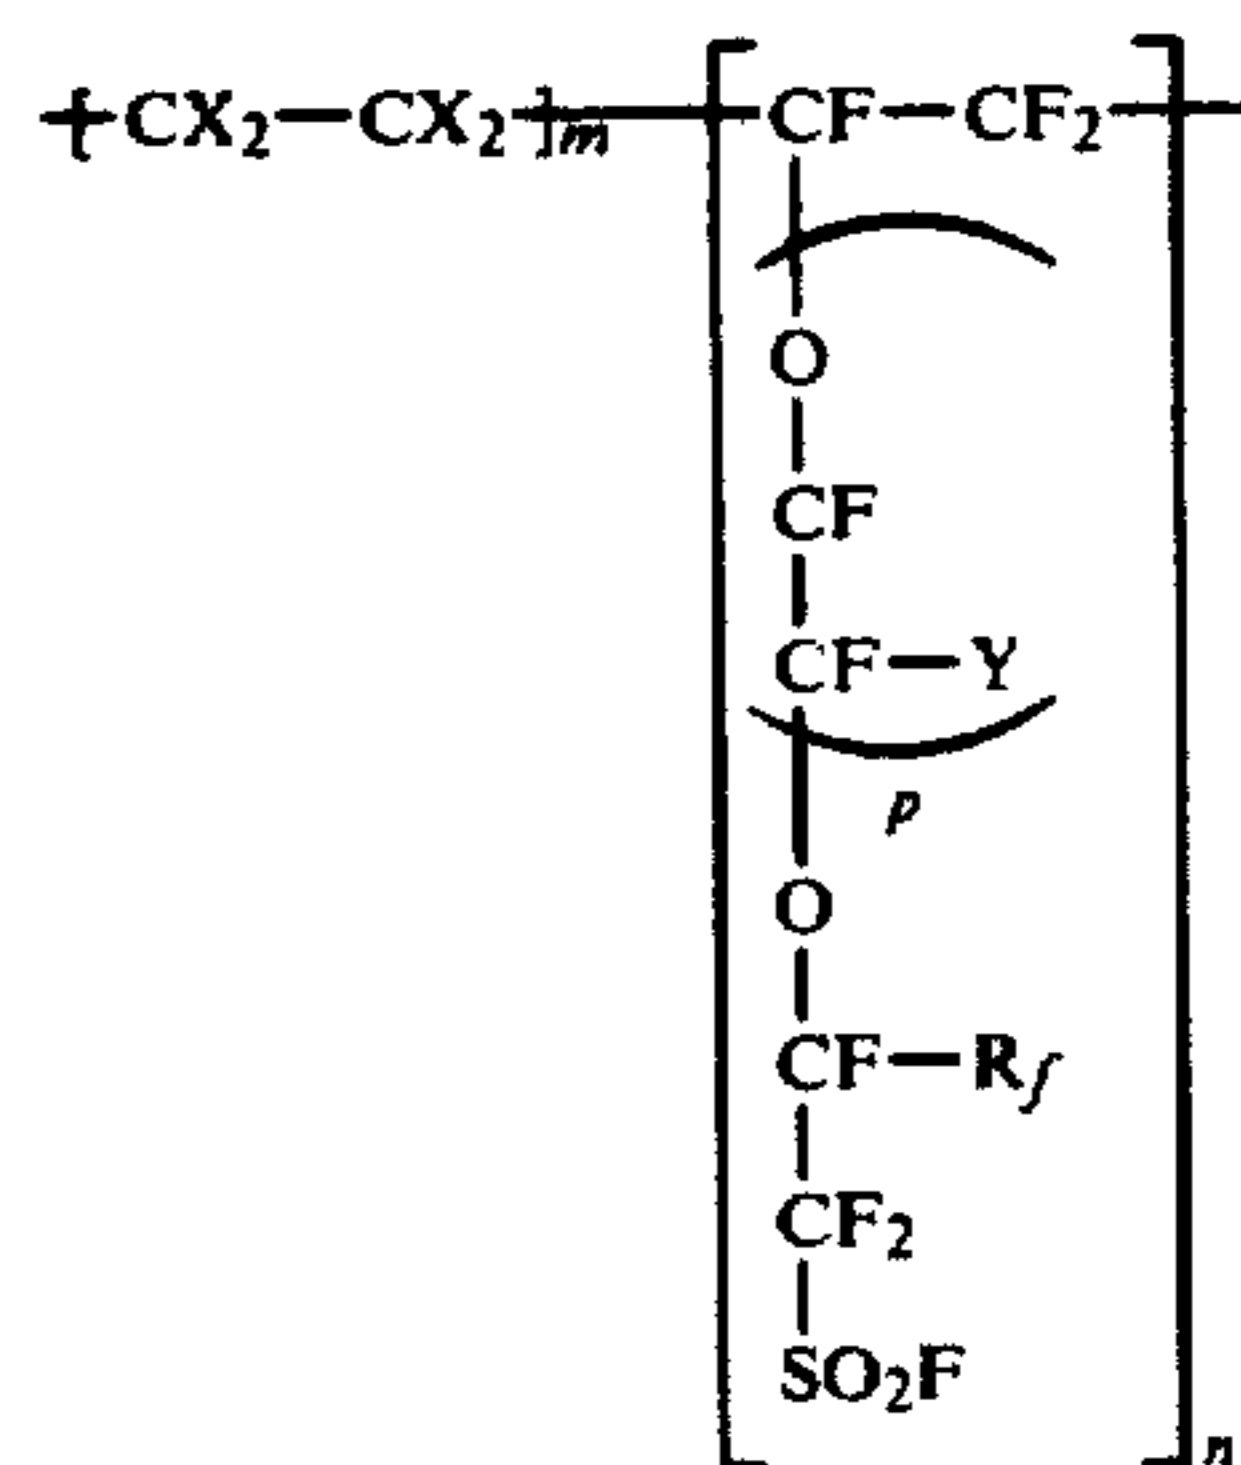 -[CX₂—CX₂]m—[CF—CF₂—
O
CF
CF—Y
p
O
CF—Rf
CF₂
SO₂F
]n